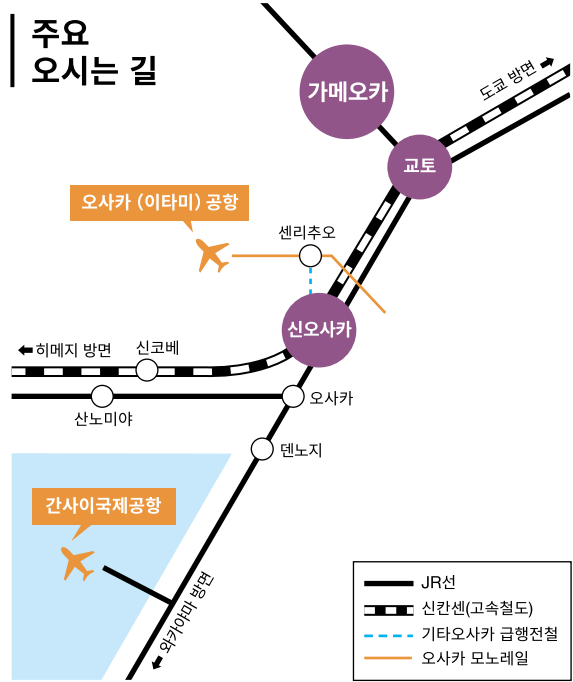 주요
오시는 길
가메오카
도쿄 방면
교토
오사카 (이타미) 공항
센리추오
신오사카
히메지 방면
신코베
산노미야
오사카
덴노지
간사이국제공항
와카야마 방면
JR선
신칸센(고속철도)
기타오사카 급행전철
오사카 모노레일